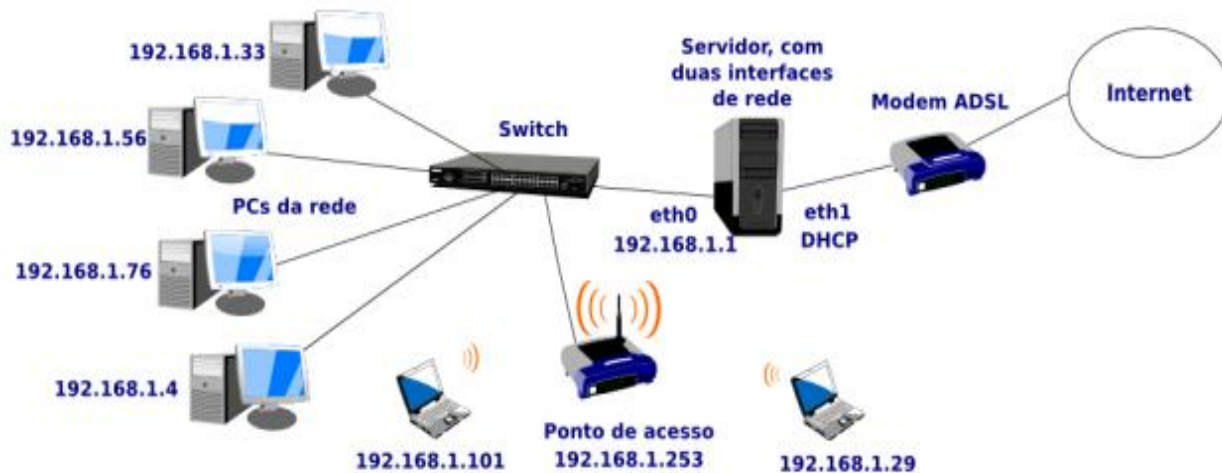 192.168.1.33
192.168.1.56
PCs da rede
192.168.1.76
192.168.1.4
Switch
Servidor, com
duas interfaces
de rede
Modem ADSL
Internet
eth0
192.168.1.1
eth1
DHCP
192.168.1.101
Ponto de acesso
192.168.1.253
192.168.1.29